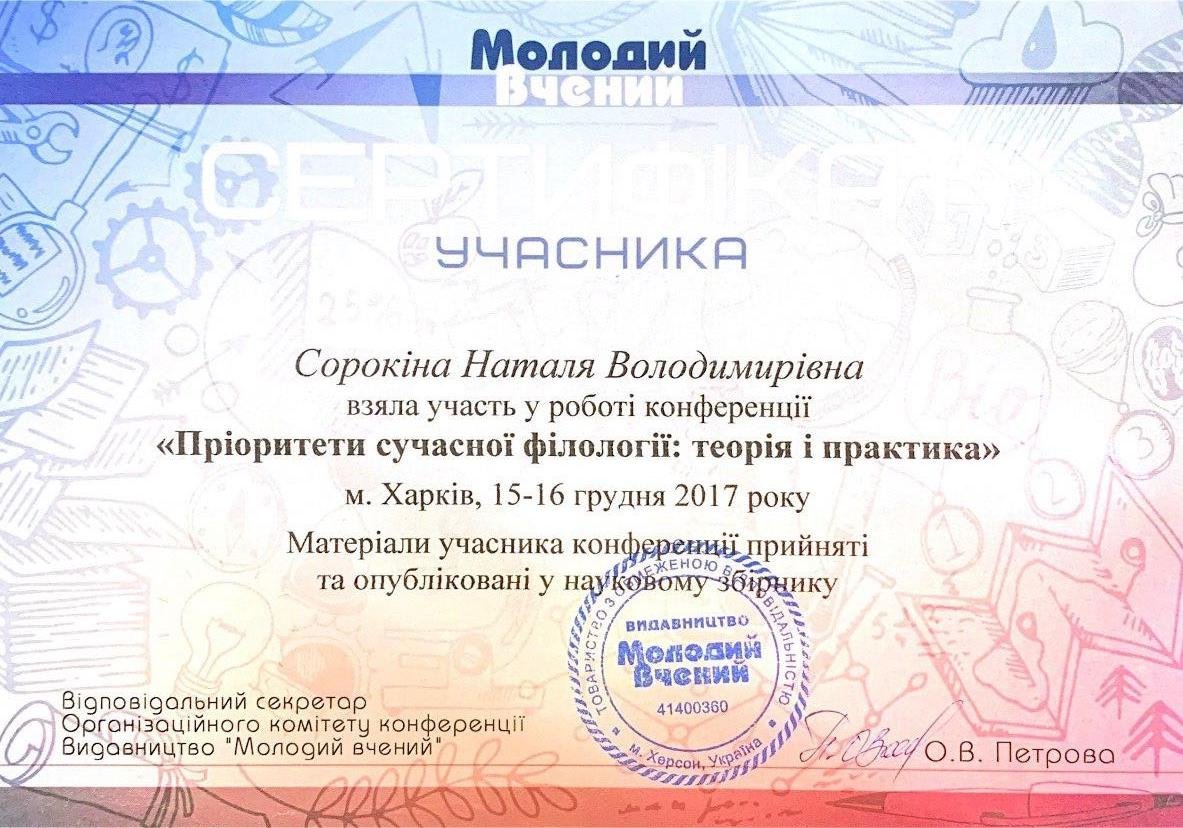 Молодий
Вчений
СЕРТИФІКАТ
УЧАСНИКА
Сорокіна Наталя Володимирівна
взяла участь у роботі конференції
«Пріоритети сучасної філології: теорія і практика»
м. Харків, 15-16 грудня 2017 року
Матеріали учасника конференції прийняті
та опубліковані у науковому збірнику
ТОВАРИСТВО З ОБМЕЖЕНОЮ ВІДПОВІДАЛЬНІСТЮ
ВИДАВНИЦТВО
Молодий
Вчений
41400360
м. Херсон, Україна
Відповідальний секретар
Організаційного комітету конференції
Видавництво "Молодий вчений"
О.В. Петрова